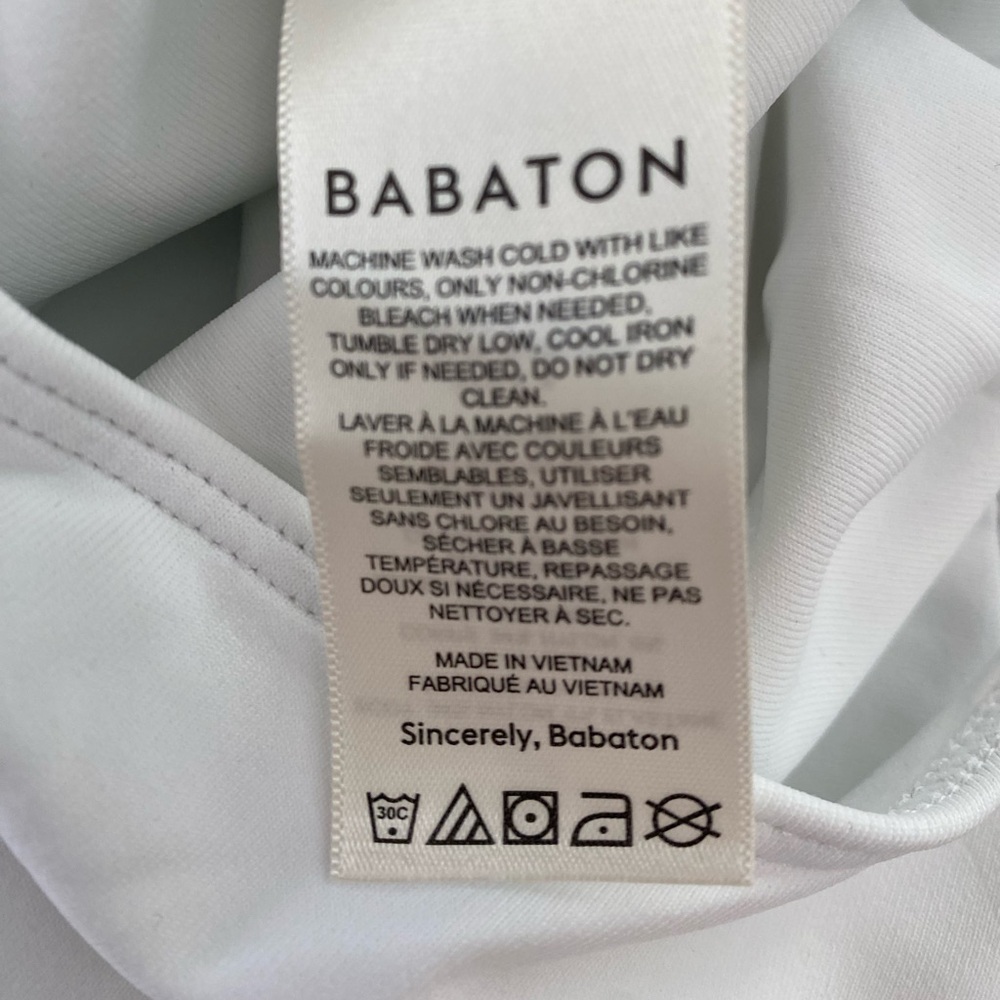 BABATON
MACHINE WASH COLD WITH LIKE
COLOURS, ONLY NON-CHLORINE
BLEACH WHEN NEEDED,
TUMBLE DRY LOW, COOL IRON
ONLY IF NEEDED, DO NOT DRY
CLEAN.
LAVER À LA MACHINE À L'EAU
FROIDE AVEC COULEURS
SEMBLABLES, UTILISER
SEULEMENT UN JAVELLISANT
SANS CHLORE AU BESOIN,
SÉCHER À BASSE
TEMPÉRATURE, REPASSAGE
DOUX SI NÉCESSAIRE, NE PAS
NETTOYER À SEC.
MADE IN VIETNAM
FABRIQUÉ AU VIETNAM
Sincerely, Babaton
30C